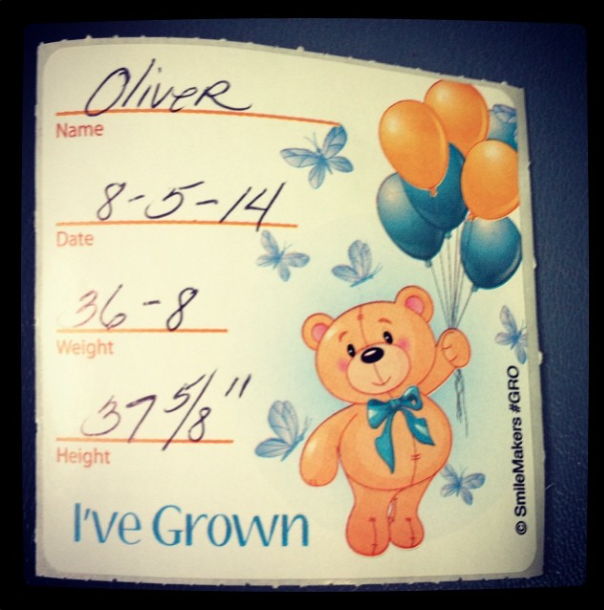 Oliver
Name
8-5-14
Date
36-8
Weight
37 5/8"
Height
I've Grown
© SmileMakers #GRO